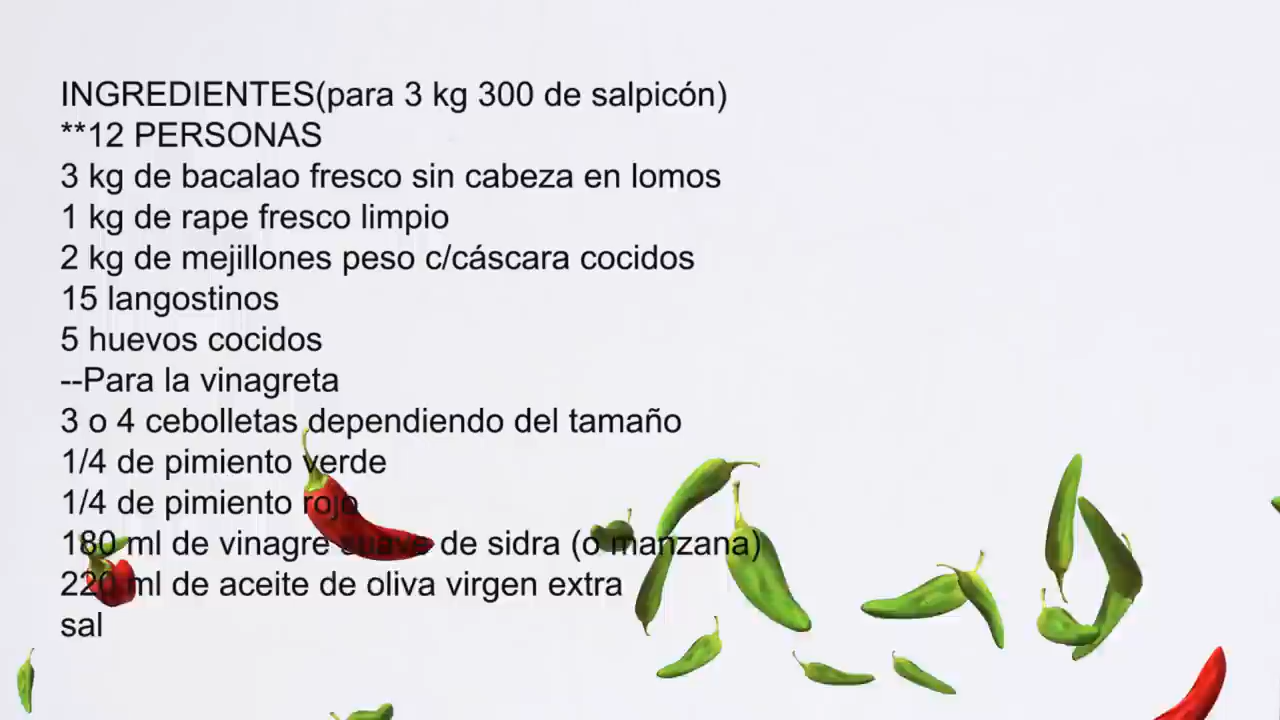 INGREDIENTES(para 3 kg 300 de salpicón)
**12 PERSONAS
3 kg de bacalao fresco sin cabeza en lomos
1 kg de rape fresco limpio
2 kg de mejillones peso c/cáscara cocidos
15 langostinos
5 huevos cocidos
--Para la vinagreta
3 o 4 cebolletas dependiendo del tamaño
1/4 de pimiento verde
1/4 de pimiento rojo
180 ml de vinagre suave de sidra (o manzana)
220 ml de aceite de oliva virgen extra
sal